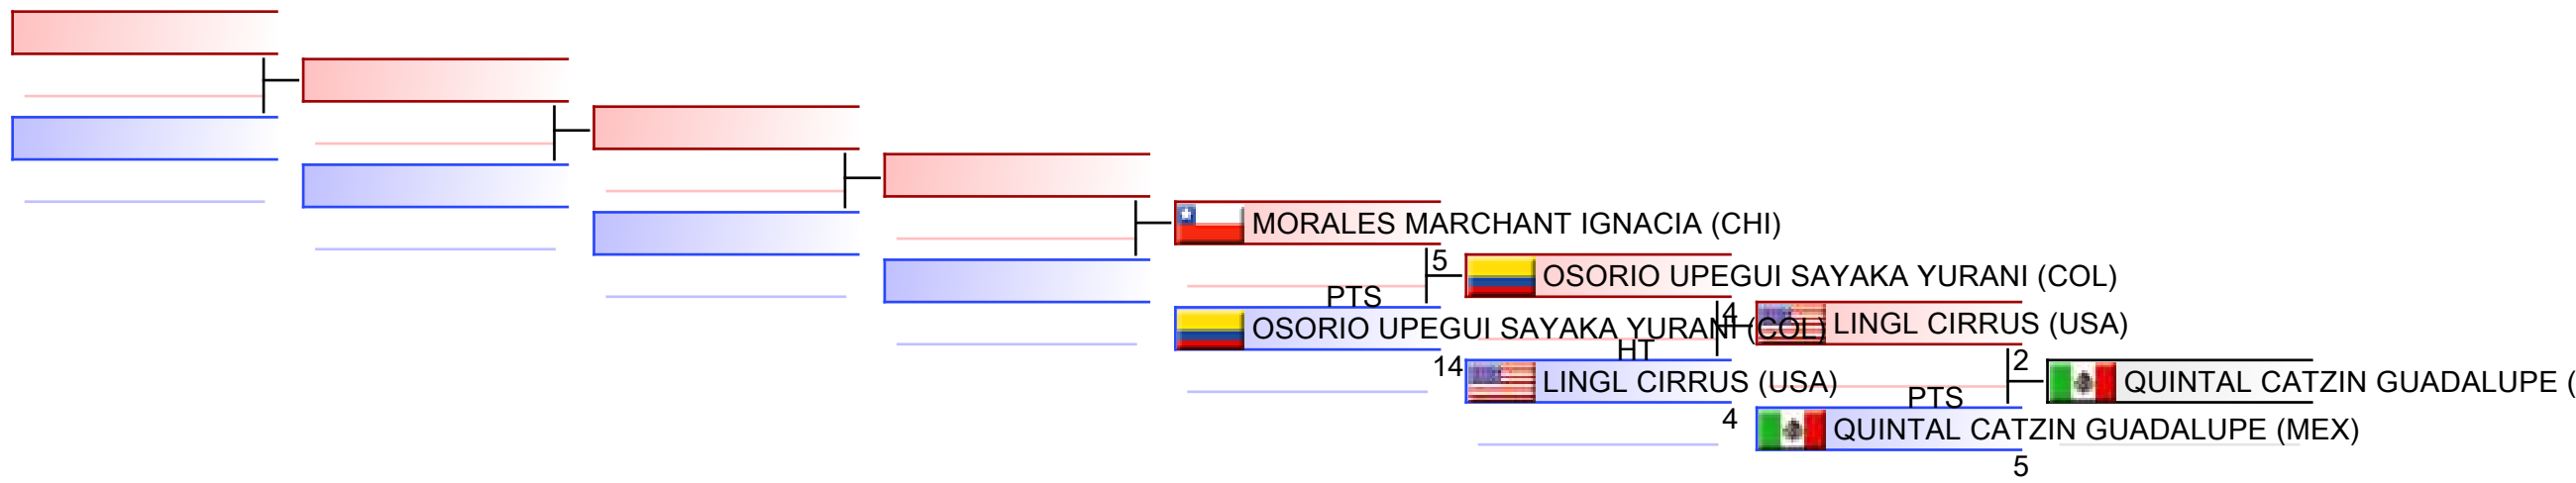 MORALES MARCHANT IGNACIA (CHI)
5
PTS
OSORIO UPEGUI SAYAKA YURANI (COL)
14
OSORIO UPEGUI SAYAKA YURANI (COL)
4
HT
LINGL CIRRUS (USA)
4
LINGL CIRRUS (USA)
2
PTS
QUINTAL CATZIN GUADALUPE (MEX)
5
QUINTAL CATZIN GUADALUPE (